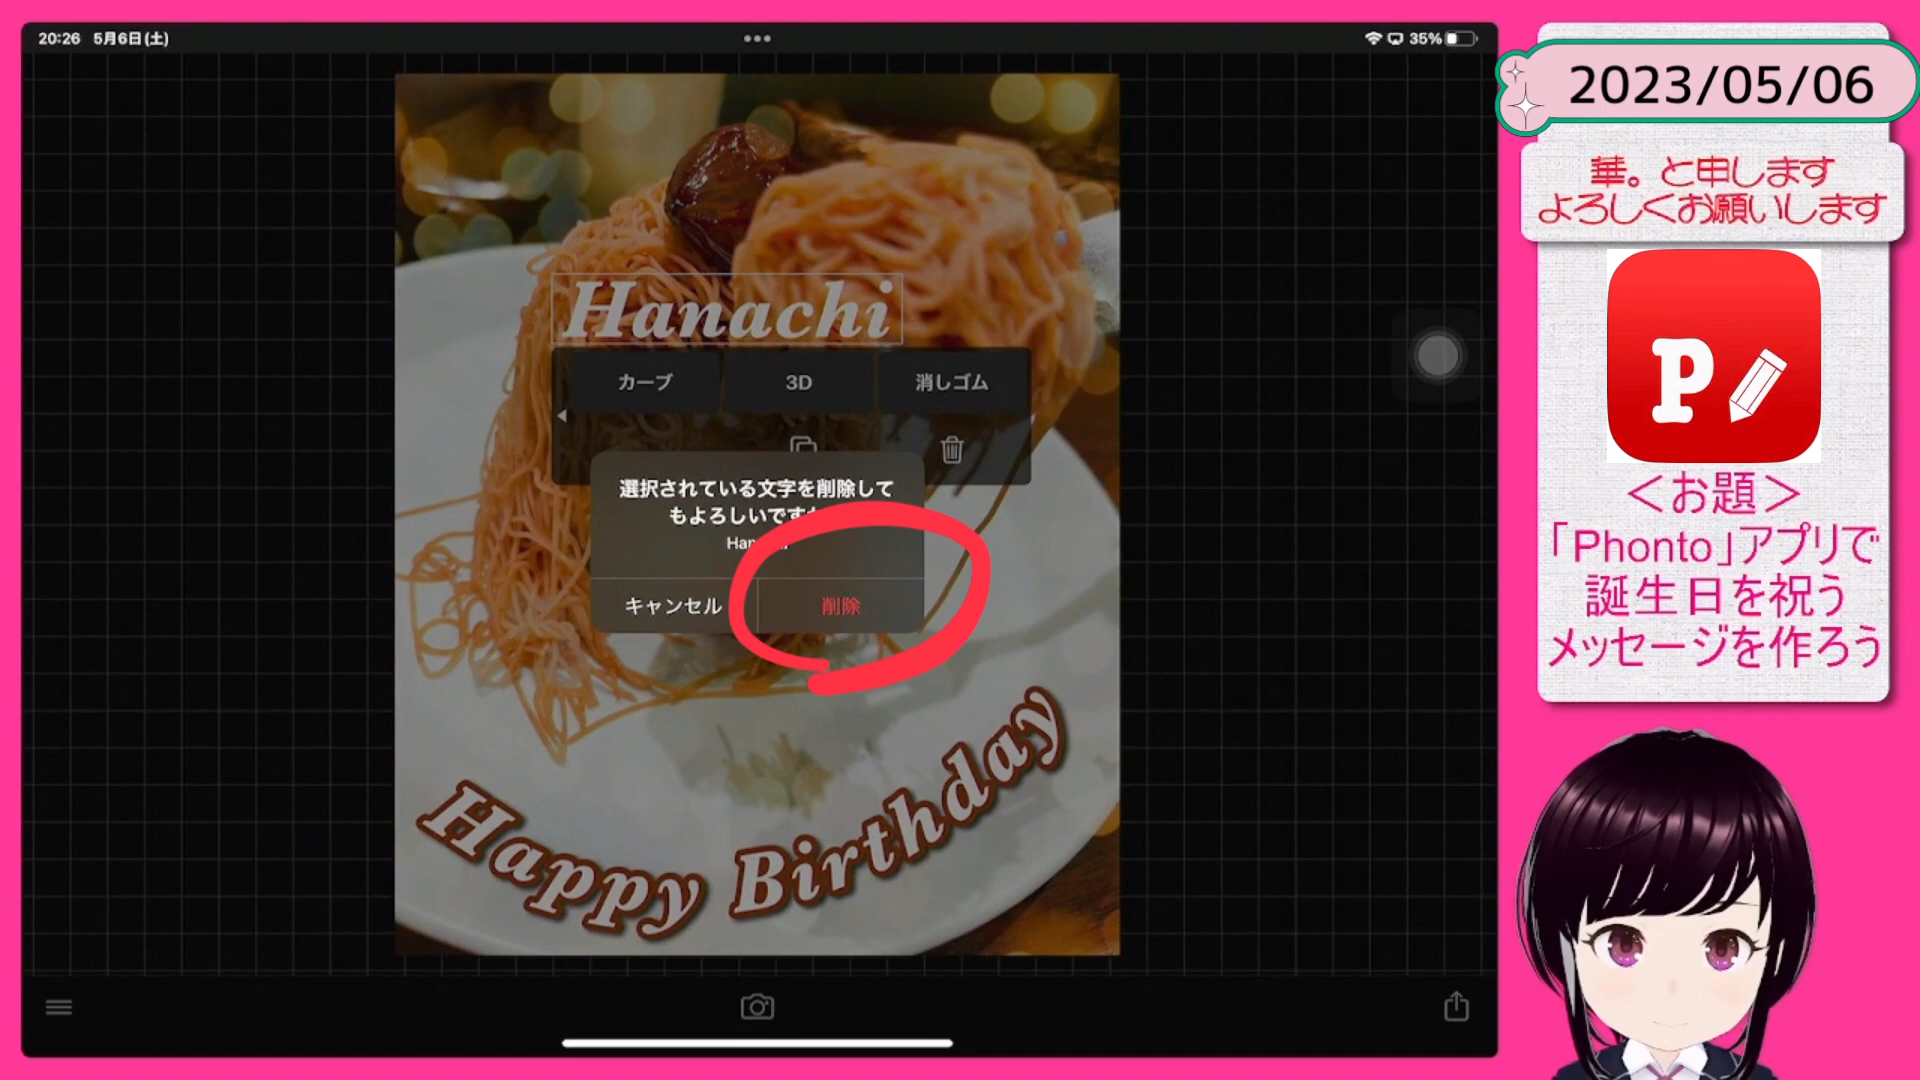 20:26 5月6日(土)
35%
2023/05/06
華。と申します
よろしくお願いします
P
<お題>
「Phonto」アプリで
誕生日を祝う
メッセージを作ろう
Hanachi
カーブ
3D
消しゴム
選択されている文字を削除して
もよろしいですか
キャンセル
削除
Happy Birthday